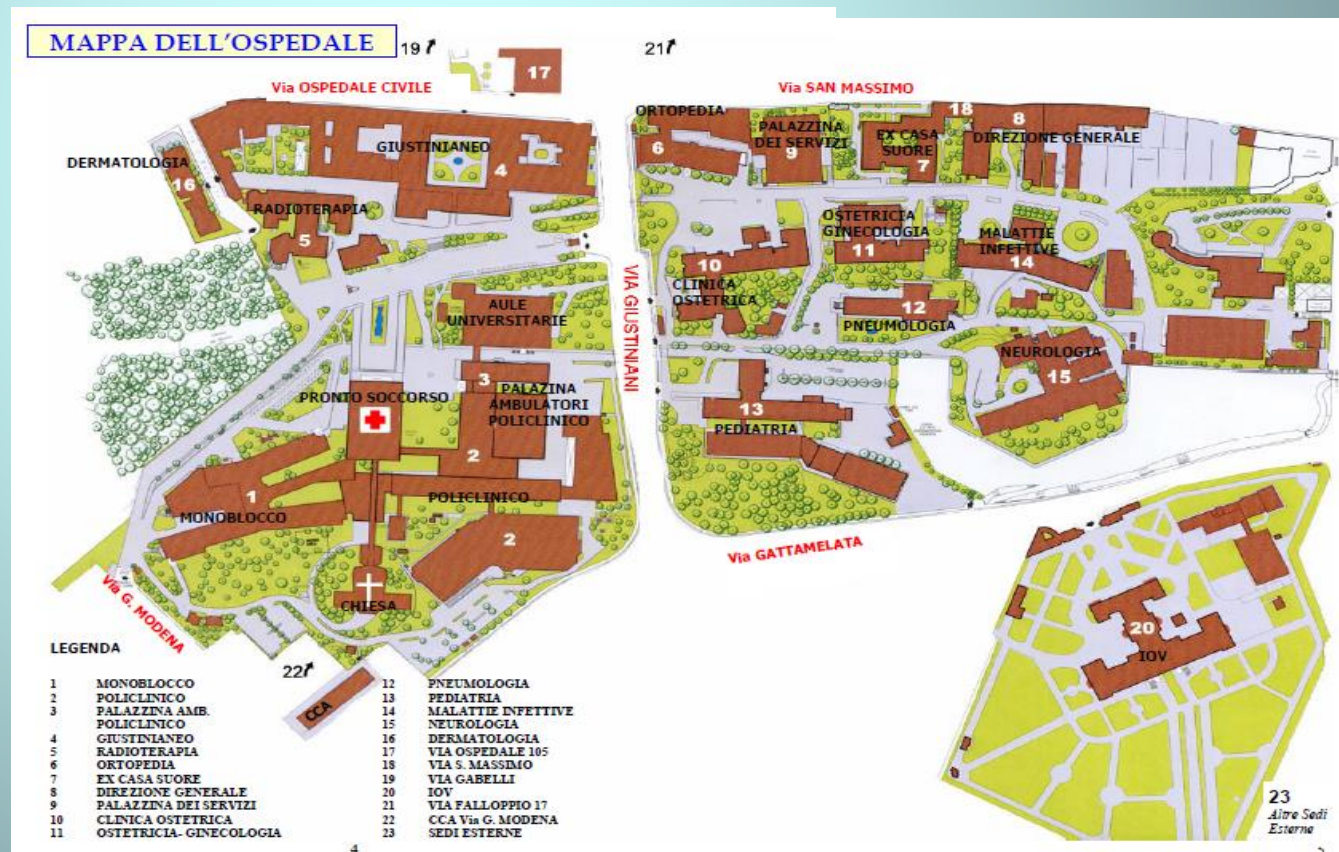 MAPPA DELL'OSPEDALE
19
17
21
Via OSPEDALE CIVILE
Via SAN MASSIMO
DERMATOLOGIA
16
GIUSTINIANEO
4
RADIOTERAPIA
5
ORTOPEDIA
6
PALAZZINA
DEI SERVIZI
9
EX CASA
SUORE
7
18
8
DIREZIONE GENERALE
OSTETRICIA
GINECOLOGIA
11
MALATTIE
INFETTIVE
14
10
CLINICA
OSTETRICA
12
PNEUMOLOGIA
NEUROLOGIA
15
VIA GIUSTINIANI
AULE
UNIVERSITARIE
3
PALAZINA
AMBULATORI
POLICLINICO
PRONTO SOCCORSO
2
POLICLINICO
2
1
MONOBLOCCO
CHIESA
13
PEDIATRIA
Via GATTAMELATA
Via G. MODENA
22
CCA
20
IOV
23
Altre Sedi
Esterne
LEGENDA
1 MONOBLOCCO
2 POLICLINICO
3 PALAZZINA AMB.
POLICLINICO
4 GIUSTINIANEO
5 RADIOTERAPIA
6 ORTOPEDIA
7 EX CASA SUORE
8 DIREZIONE GENERALE
9 PALAZZINA DEI SERVIZI
10 CLINICA OSTETRICA
11 OSTETRICIA- GINECOLOGIA
12 PNEUMOLOGIA
13 PEDIATRIA
14 MALATTIE INFETTIVE
15 NEUROLOGIA
16 DERMATOLOGIA
17 VIA OSPEDALE 105
18 VIA S. MASSIMO
19 VIA GABELLI
20 IOV
21 VIA FALLOPPIO 17
22 CCA Via G. MODENA
23 SEDI ESTERNE
4